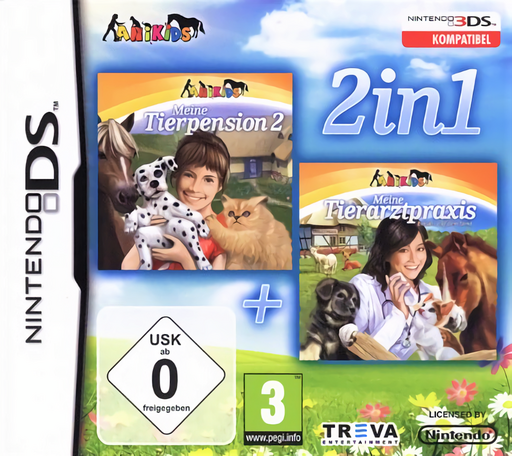 ANIKIDS
NINTENDO 3DS
KOMPATIBEL
2in1
ANIKIDS
Meine
Tierpension 2
ANIKIDS
Meine
Tierarztpraxis
+
NINTENDO DS™
USK
ab
0
freigegeben
3
www.pegi.info
TREVA
ENTERTAINMENT
LICENSED BY
Nintendo